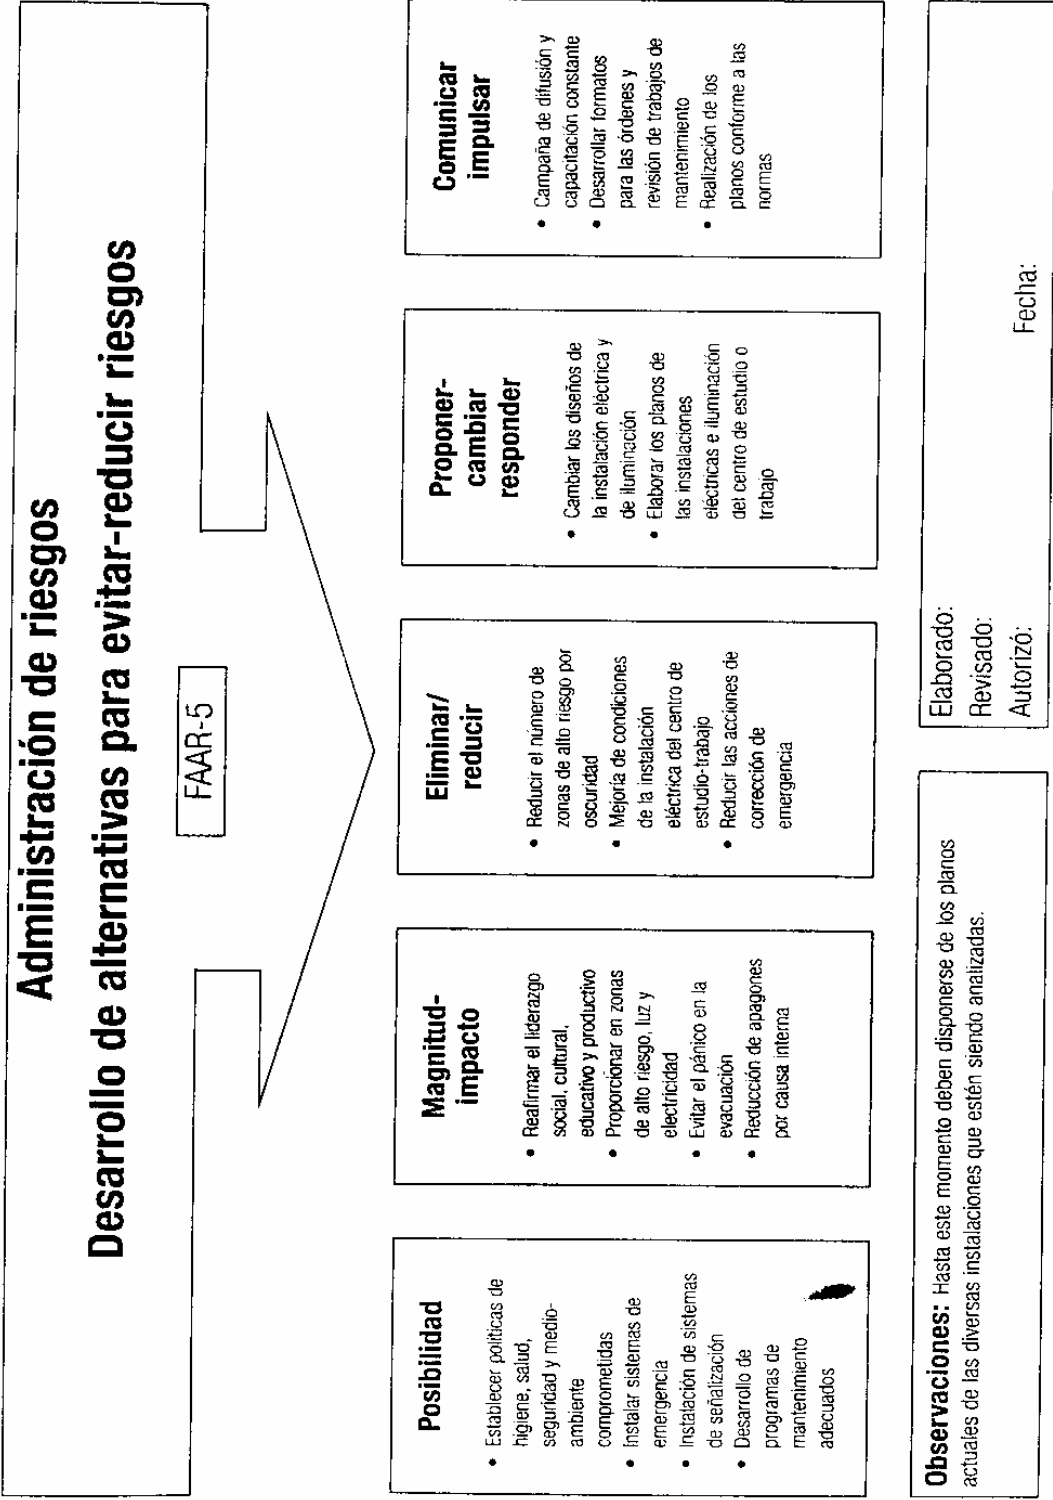 Administración de riesgos
Desarrollo de alternativas para evitar-reducir riesgos
FAAR-5
Posibilidad
• Establecer políticas de
higiene, salud,
seguridad y medio-
ambiente
comprometidas
• Instalar sistemas de
emergencia
• Instalación de sistemas
de señalización
• Desarrollo de
programas de
mantenimiento
adecuados
Magnitud-
impacto
• Reafirmar el liderazgo
social, cultural,
educativo y productivo
• Proporcionar en zonas
de alto riesgo, luz y
electricidad
• Evitar el pánico en la
evacuación
• Reducción de apagones
por causa interna
Eliminar/
reducir
• Reducir el número de
zonas de alto riesgo por
oscuridad
• Mejoría de condiciones
de la instalación
eléctrica del centro de
estudio-trabajo
• Reducir las acciones de
corrección de
emergencia
Proponer-
cambiar
responder
• Cambiar los diseños de
la instalación eléctrica y
de iluminación
• Elaborar los planos de
las instalaciones
eléctricas e iluminación
del centro de estudio o
trabajo
Comunicar
impulsar
• Campaña de difusión y
capacitación constante
• Desarrollar formatos
para las órdenes y
revisión de trabajos de
mantenimiento
• Realización de los
planos conforme a las
normas
Observaciones: Hasta este momento deben disponerse de los planos
actuales de las diversas instalaciones que estén siendo analizadas.
Elaborado:
Revisado:
Autorizó:
Fecha: